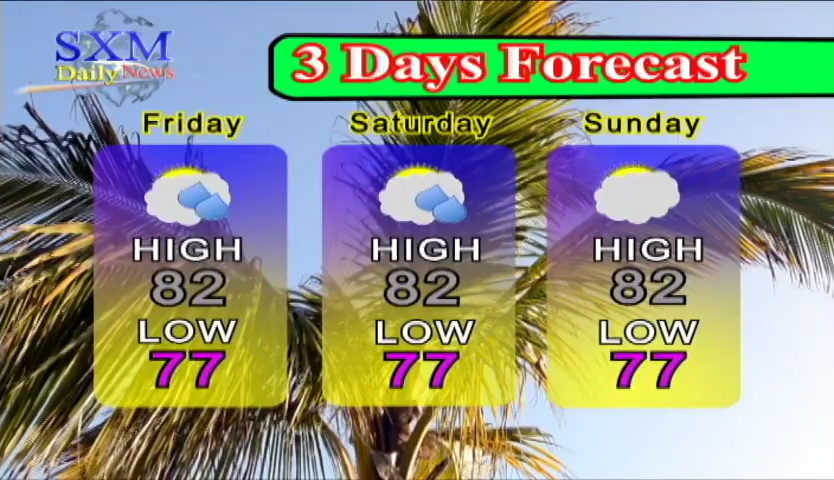 SXM
Daily News
3 Days Forecast
Friday
Saturday
Sunday
HIGH
82
LOW
77
HIGH
82
LOW
77
HIGH
82
LOW
77